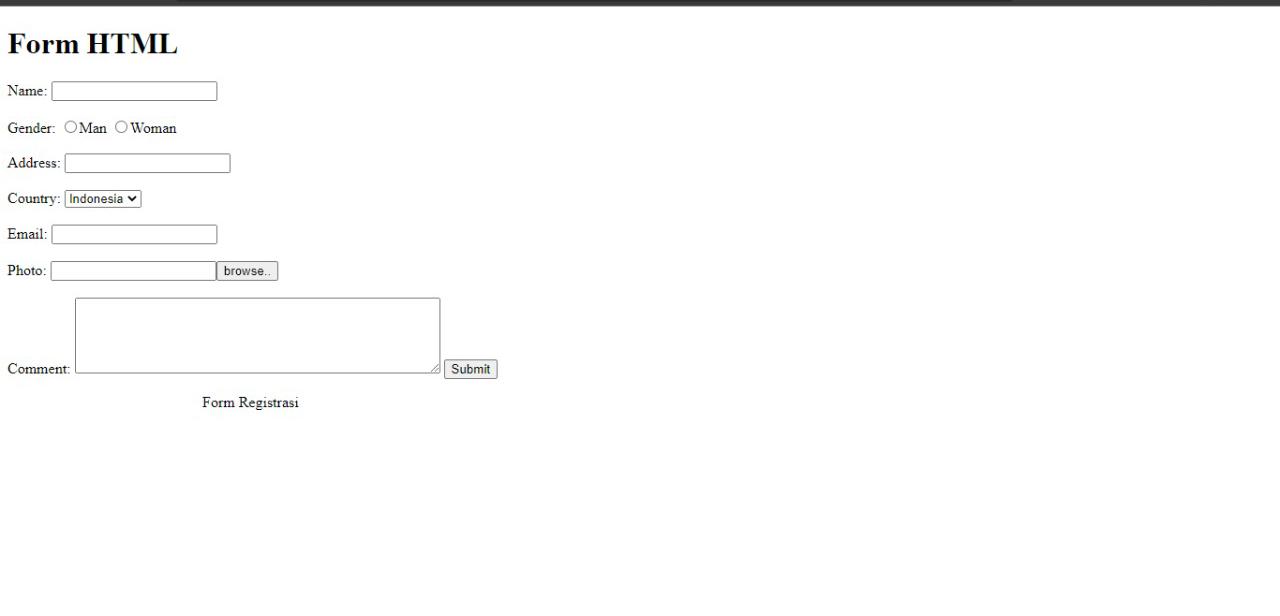 Form HTML
Name:
Gender: Man Woman
Address:
Country: Indonesia
Email:
Photo: browse..
Comment: Submit
Form Registrasi